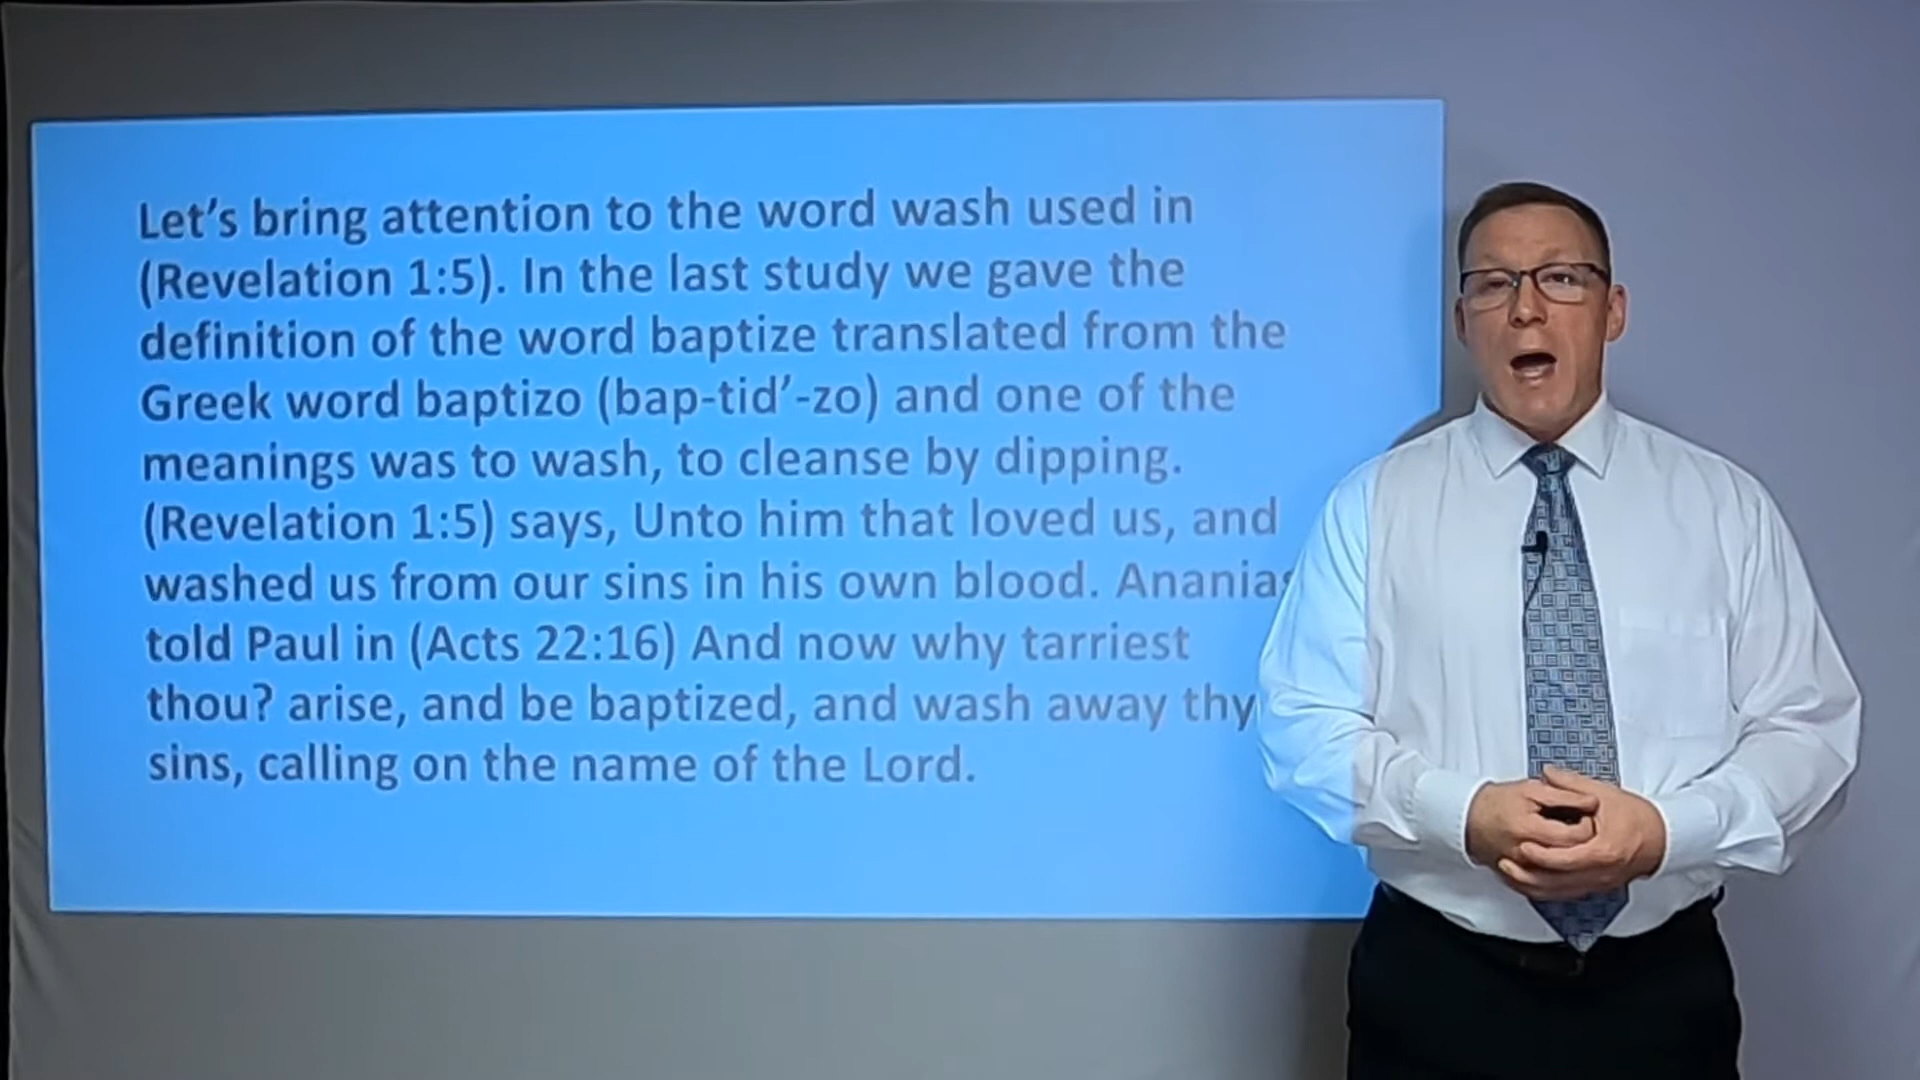 Let's bring attention to the word wash used in
(Revelation 1:5). In the last study we gave the
definition of the word baptize translated from the
Greek word baptizo (bap-tid'-zo) and one of the
meanings was to wash, to cleanse by dipping.
(Revelation 1:5) says, Unto him that loved us, and
washed us from our sins in his own blood. Ananias
told Paul in (Acts 22:16) And now why tarriest
thou? arise, and be baptized, and wash away thy
sins, calling on the name of the Lord.